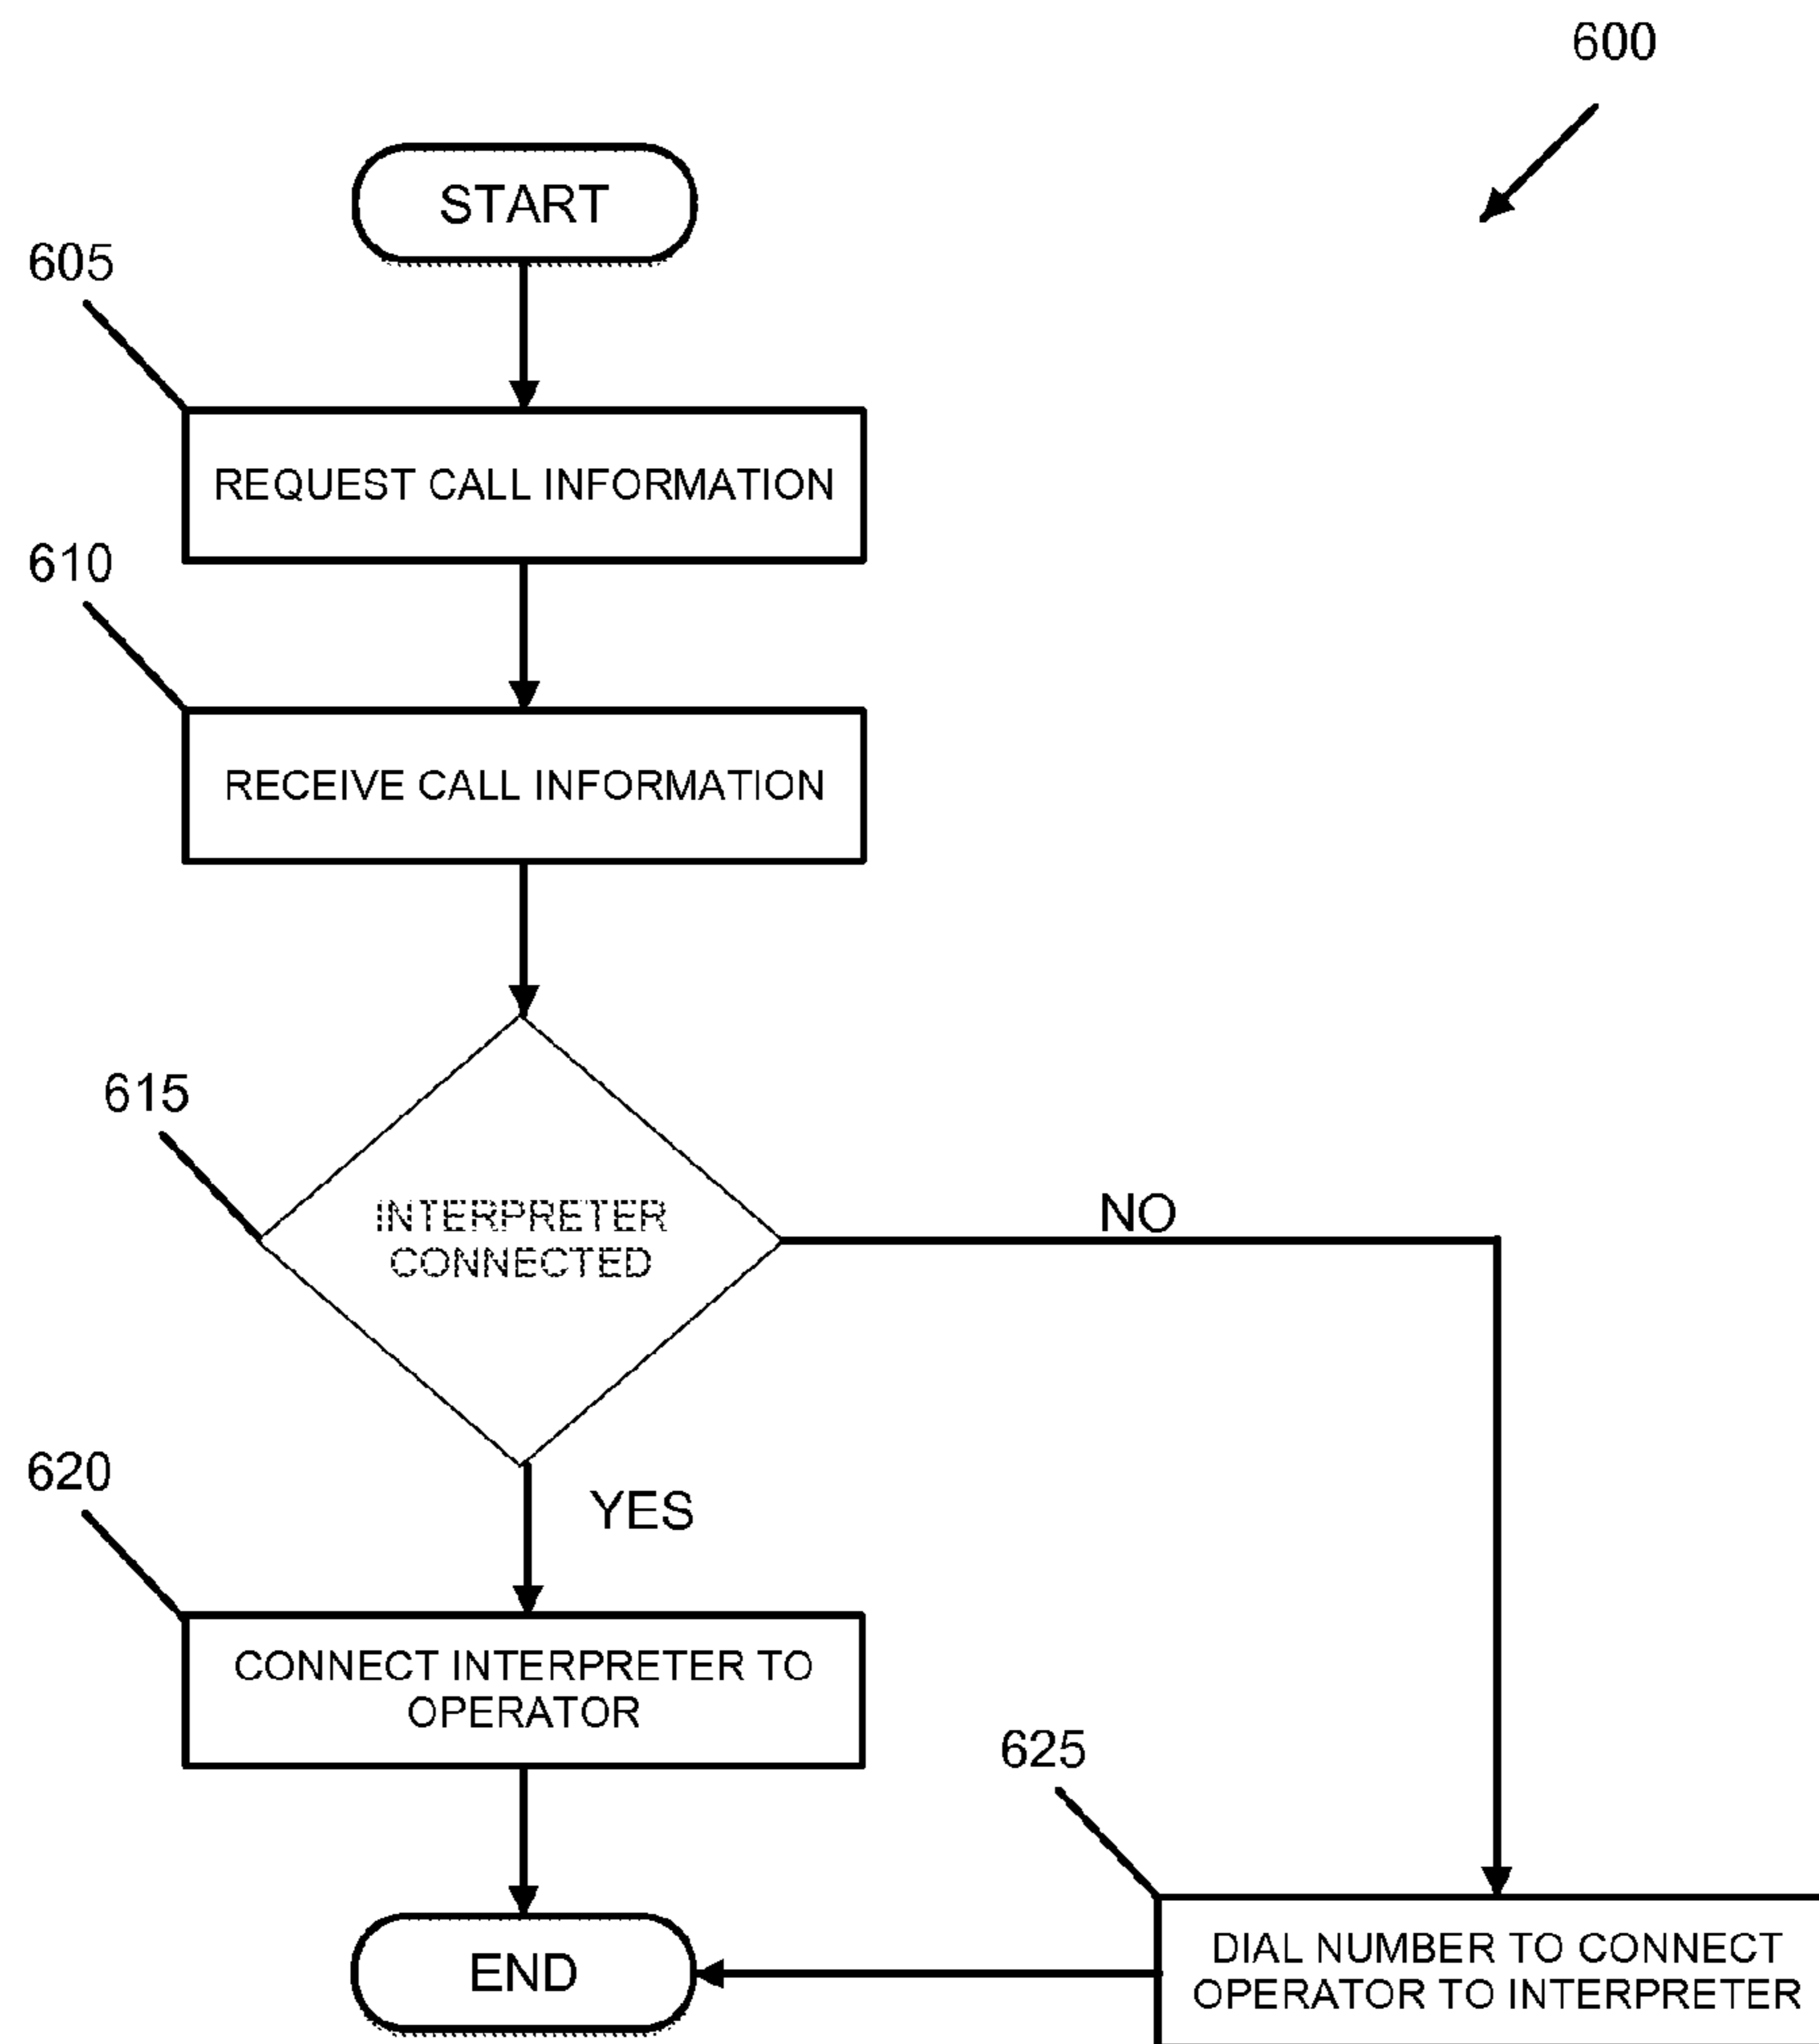 600
START
605
REQUEST CALL INFORMATION
610
RECEIVE CALL INFORMATION
615
INTERPRETER
CONNECTED
NO
YES
620
CONNECT INTERPRETER TO
OPERATOR
625
DIAL NUMBER TO CONNECT
OPERATOR TO INTERPRETER
END